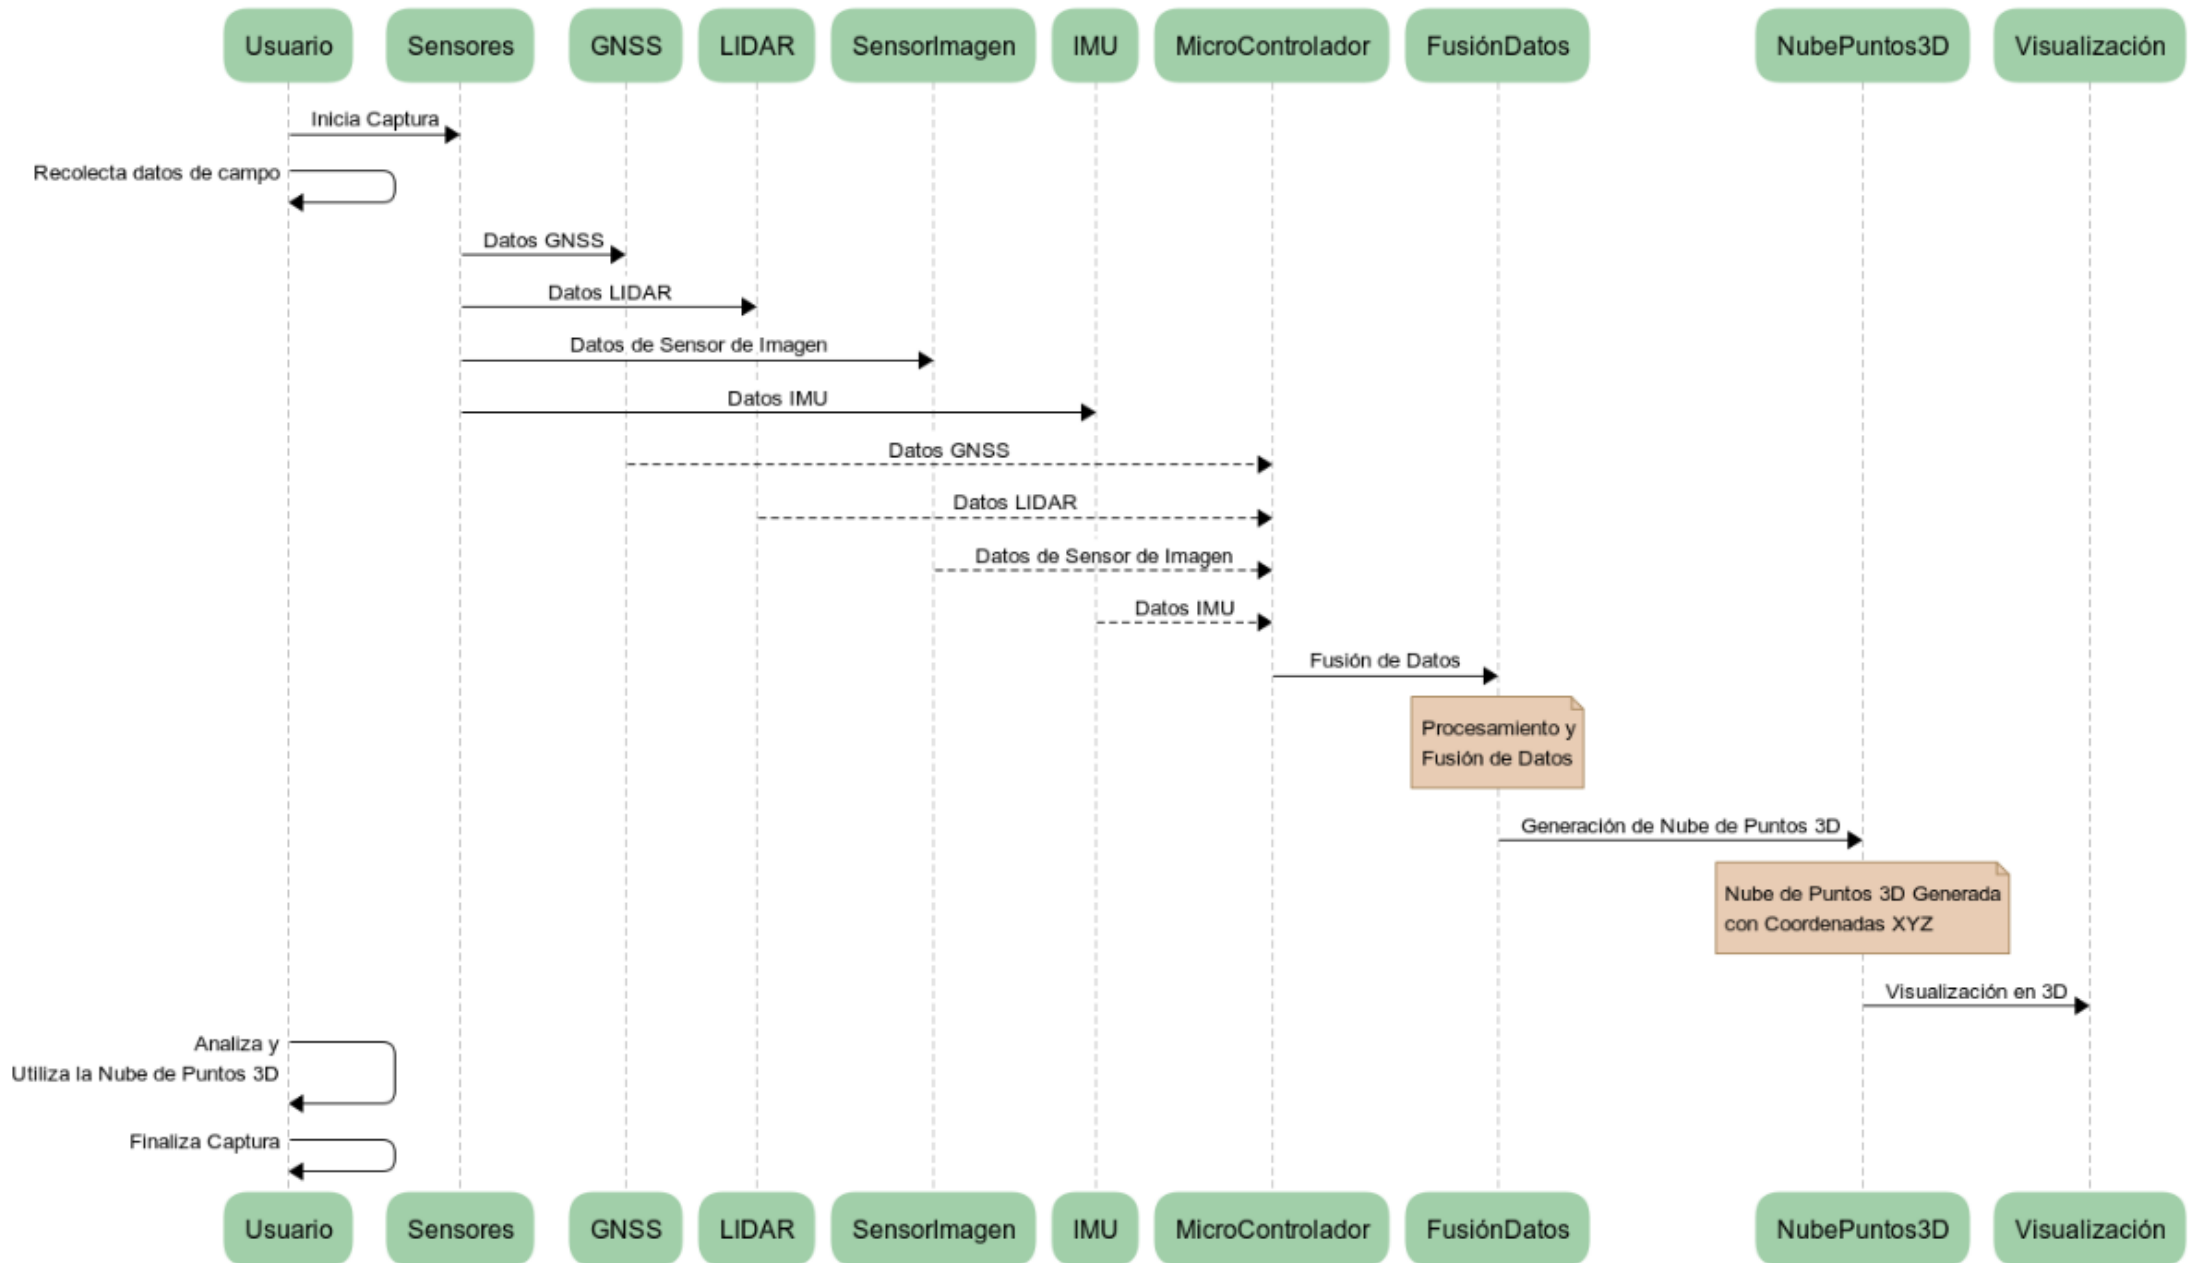 Usuario
Sensores
GNSS
LIDAR
SensorImagen
IMU
MicroControlador
FusiónDatos
NubePuntos3D
Visualización
Inicia Captura
Recolecta datos de campo
Datos GNSS
Datos LIDAR
Datos de Sensor de Imagen
Datos IMU
Datos GNSS
Datos LIDAR
Datos de Sensor de Imagen
Datos IMU
Fusión de Datos
Procesamiento y
Fusión de Datos
Generación de Nube de Puntos 3D
Nube de Puntos 3D Generada
con Coordenadas XYZ
Visualización en 3D
Analiza y
Utiliza la Nube de Puntos 3D
Finaliza Captura
Usuario
Sensores
GNSS
LIDAR
SensorImagen
IMU
MicroControlador
FusiónDatos
NubePuntos3D
Visualización